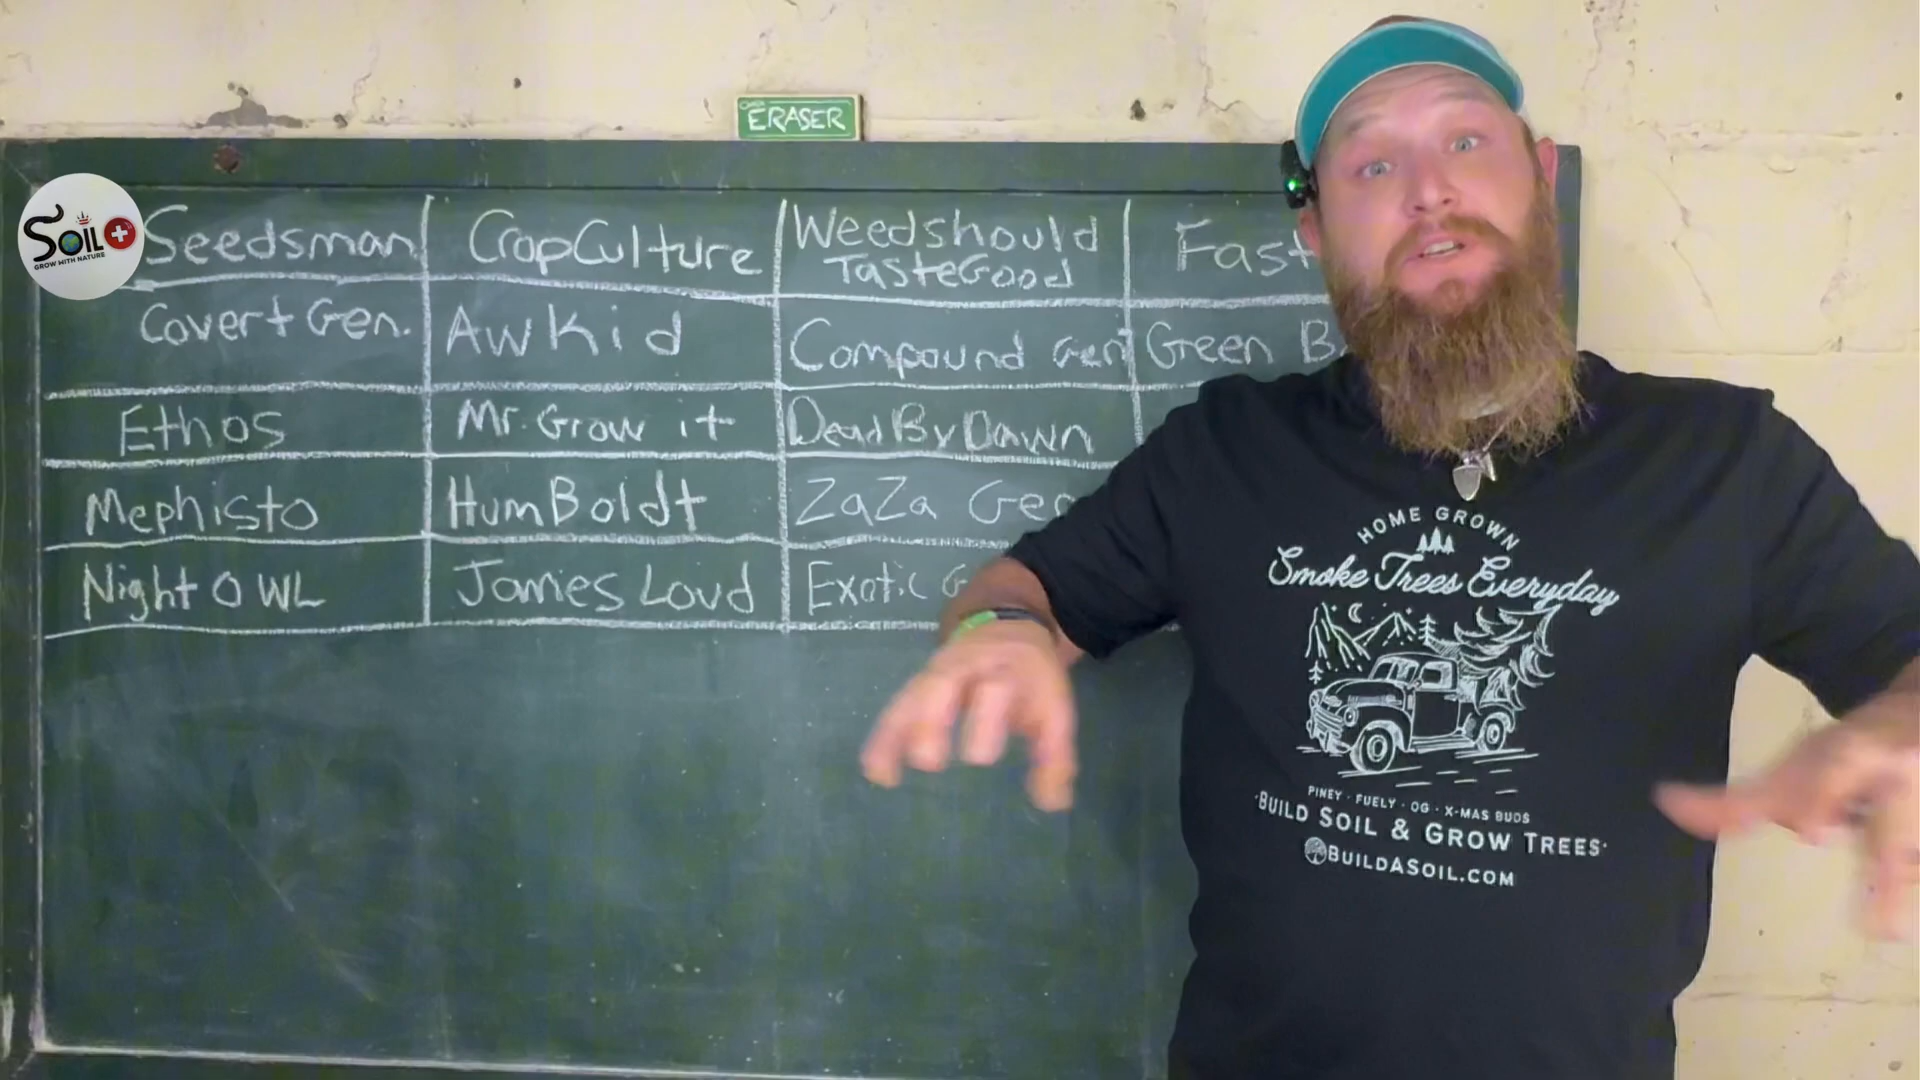 ERASER
SOIL+
GROW WITH NATURE
Seedsman CropCulture Weedshould TasteGood Fast
Covert Gen. AwKid Compound Gen Green B
Ethos Mr. Grow it DeadByDawn
Mephisto HumBoldt ZaZa Ge
Night OWL James Loud Exotic G
HOME GROWN
Smoke Trees Everyday
PINEY · FUELY · OG · X-MAS BUDS
·BUILD SOIL & GROW TREES·
BUILDASOIL.COM